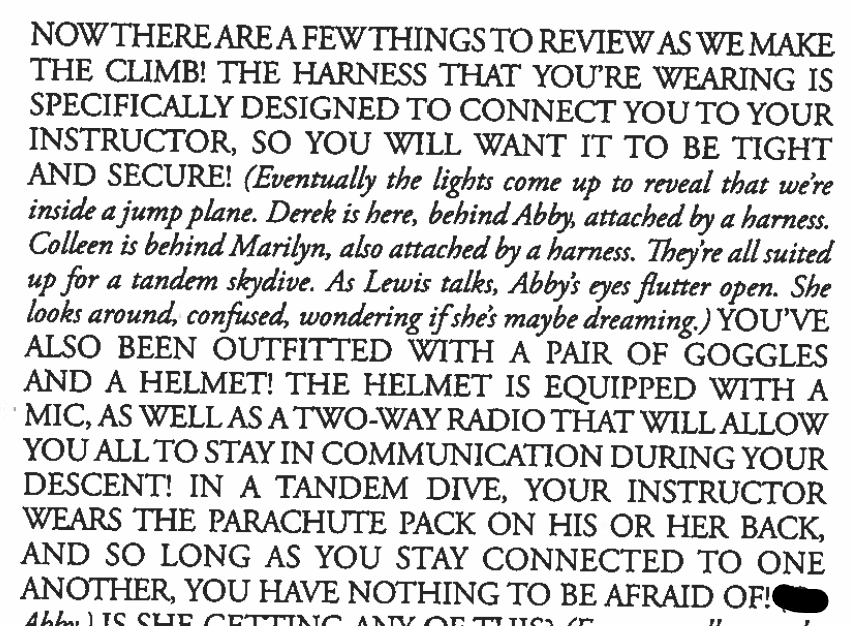 NOW THERE ARE A FEW THINGS TO REVIEW AS WE MAKE
THE CLIMB! THE HARNESS THAT YOU'RE WEARING IS
SPECIFICALLY DESIGNED TO CONNECT YOU TO YOUR
INSTRUCTOR, SO YOU WILL WANT IT TO BE TIGHT
AND SECURE! (Eventually the lights come up to reveal that we're
inside a jump plane. Derek is here, behind Abby, attached by a harness.
Colleen is behind Marilyn, also attached by a harness. They're all suited
up for a tandem skydive. As Lewis talks, Abby's eyes flutter open. She
looks around, confused, wondering if she's maybe dreaming.) YOU'VE
ALSO BEEN OUTFITTED WITH A PAIR OF GOGGLES
AND A HELMET! THE HELMET IS EQUIPPED WITH A
MIC, AS WELL AS A TWO-WAY RADIO THAT WILL ALLOW
YOU ALL TO STAY IN COMMUNICATION DURING YOUR
DESCENT! IN A TANDEM DIVE, YOUR INSTRUCTOR
WEARS THE PARACHUTE PACK ON HIS OR HER BACK,
AND SO LONG AS YOU STAY CONNECTED TO ONE
ANOTHER, YOU HAVE NOTHING TO BE AFRAID OF!
Abby.) IS SHE GETTING ANY OF THIS?